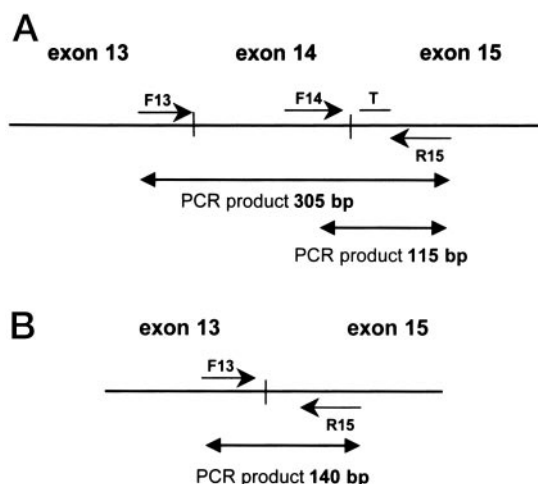 A
exon 13 exon 14 exon 15
F13 F14 T
R15
PCR product 305 bp
PCR product 115 bp
B
exon 13 exon 15
F13
R15
PCR product 140 bp